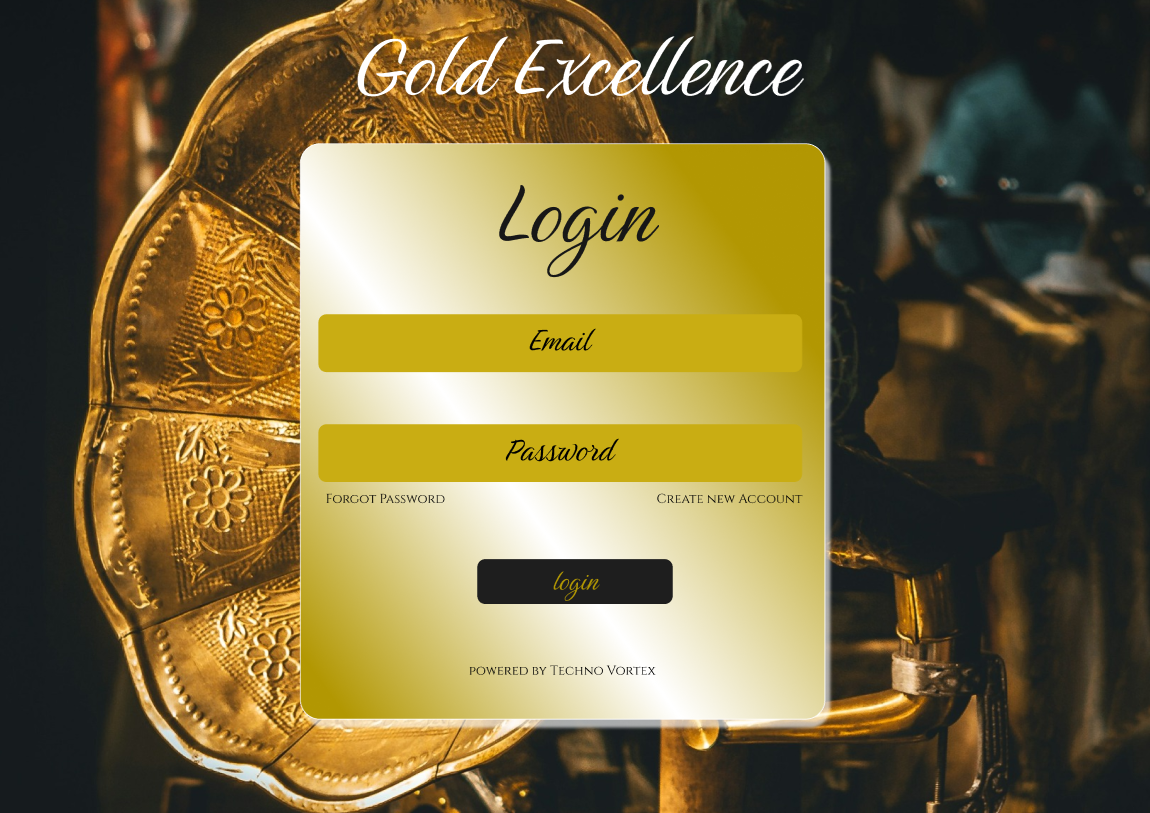 Gold Excellence
Login
Email
Password
Forgot Password
Create new Account
login
powered by Techno Vortex